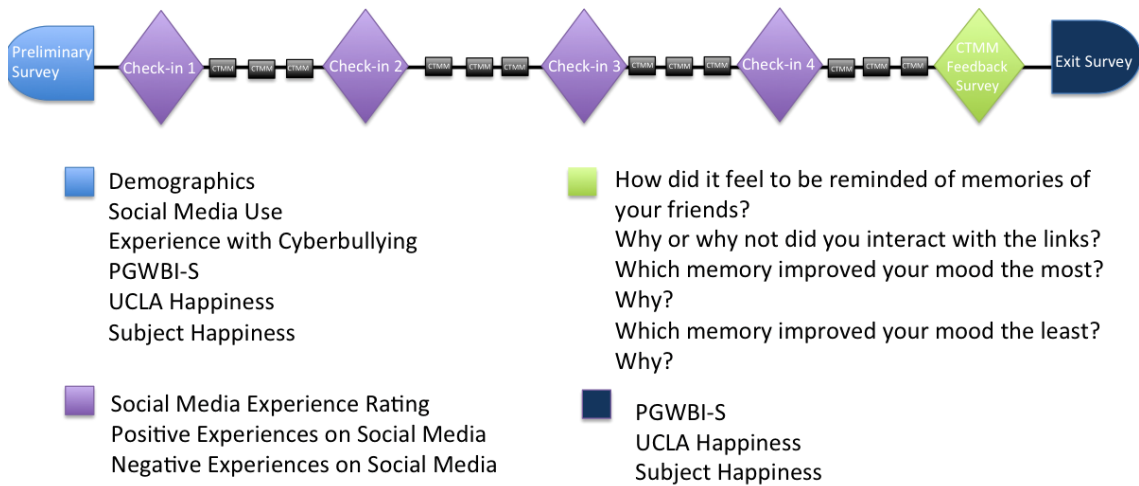 Preliminary
Survey
Check-in 1
CTMM
CTMM
CTMM
Check-in 2
CTMM
CTMM
CTMM
Check-in 3
CTMM
CTMM
CTMM
Check-in 4
CTMM
CTMM
CTMM
CTMM
Feedback
Survey
Exit Survey
Demographics
Social Media Use
Experience with Cyberbullying
PGWBI-S
UCLA Happiness
Subject Happiness
How did it feel to be reminded of memories of
your friends?
Why or why not did you interact with the links?
Which memory improved your mood the most?
Why?
Which memory improved your mood the least?
Why?
Social Media Experience Rating
Positive Experiences on Social Media
Negative Experiences on Social Media
PGWBI-S
UCLA Happiness
Subject Happiness